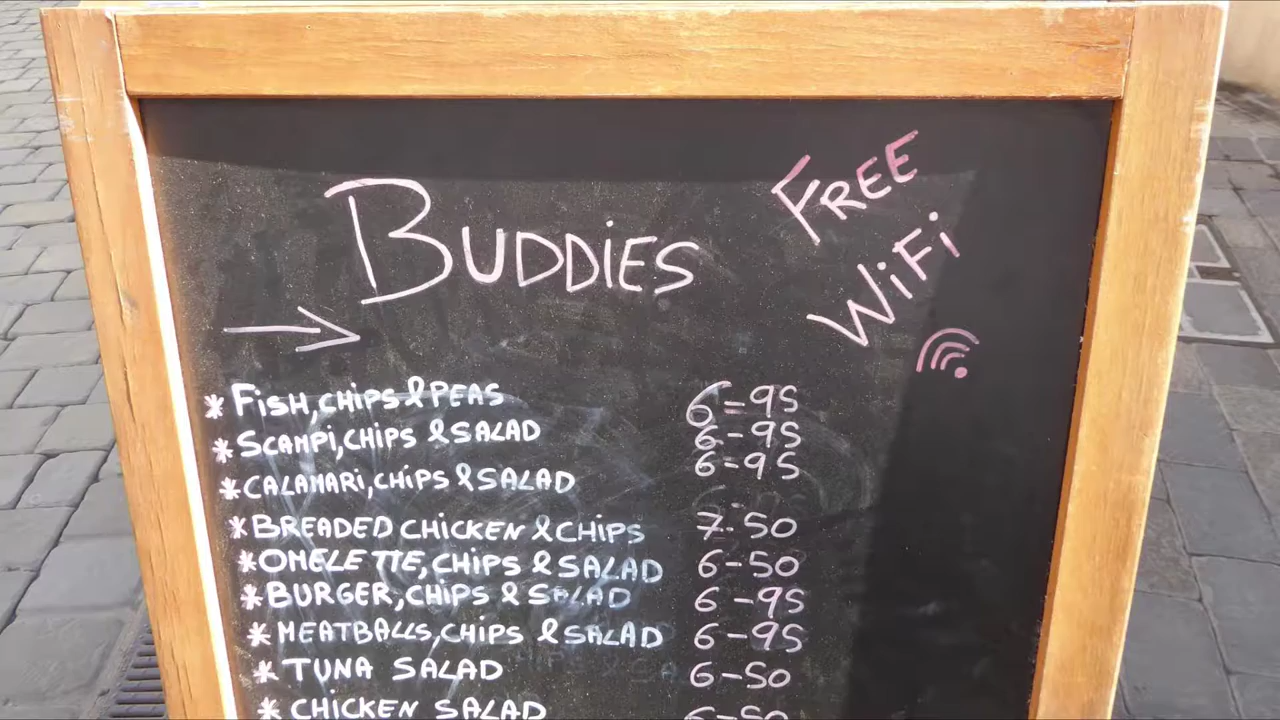 BUDDiES
FREE
WiFi
* FiSH, CHiPS & PEAS 6-95
* SCAMPi, CHiPS & SALAD 6-95
* CALAMARi, CHiPS & SALAD 6-95
* BREADED CHICKEN & CHIPS 7-50
* OMELETTE, CHiPS & SALAD 6-50
* BURGER, CHiPS & SALAD 6-95
* MEATBALLS, CHiPS & SALAD 6-95
* TUNA SALAD 6-50
* CHICKEN SALAD 6-50